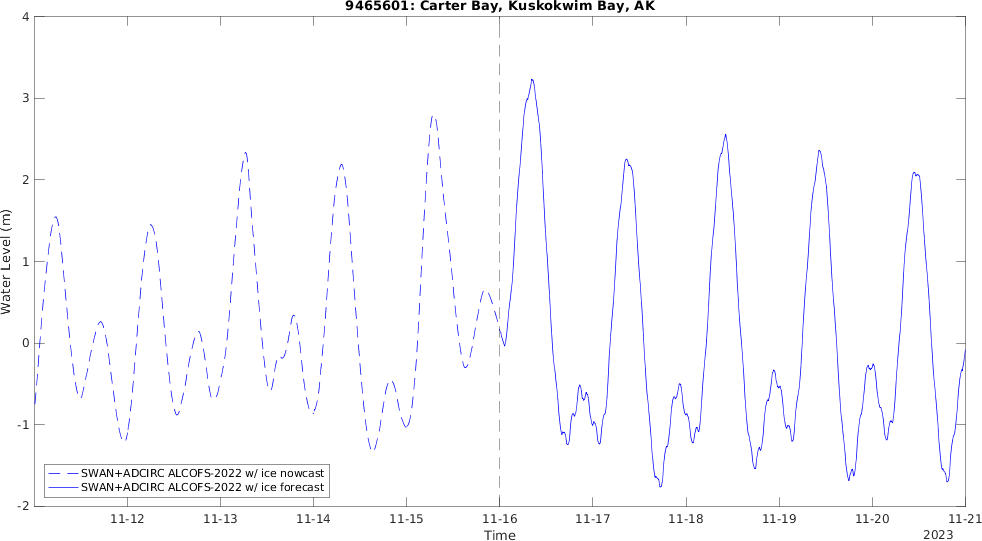 9465601: Carter Bay, Kuskokwim Bay, AK
Water Level (m)
4
3
2
1
0
-1
-2
SWAN+ADCIRC ALCOFS-2022 w/ ice nowcast
SWAN+ADCIRC ALCOFS-2022 w/ ice forecast
11-12 11-13 11-14 11-15 11-16 11-17 11-18 11-19 11-20 11-21
Time
2023